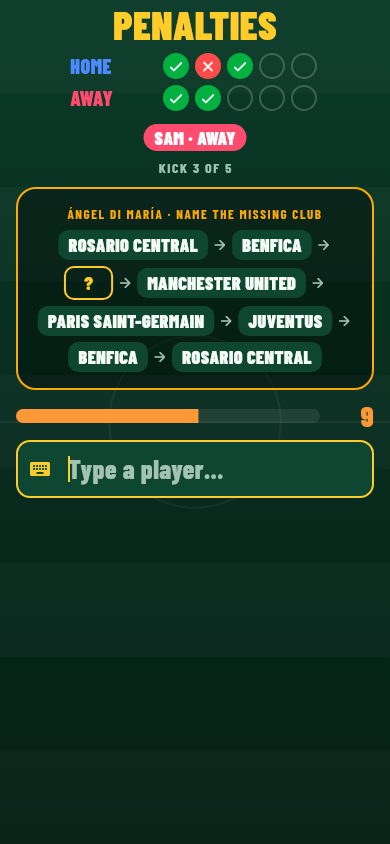 PENALTIES
HOME
AWAY
SAM · AWAY
KICK 3 OF 5
ÁNGEL DI MARÍA · NAME THE MISSING CLUB
ROSARIO CENTRAL → BENFICA →
? → MANCHESTER UNITED →
PARIS SAINT-GERMAIN → JUVENTUS →
BENFICA → ROSARIO CENTRAL
9
Type a player...